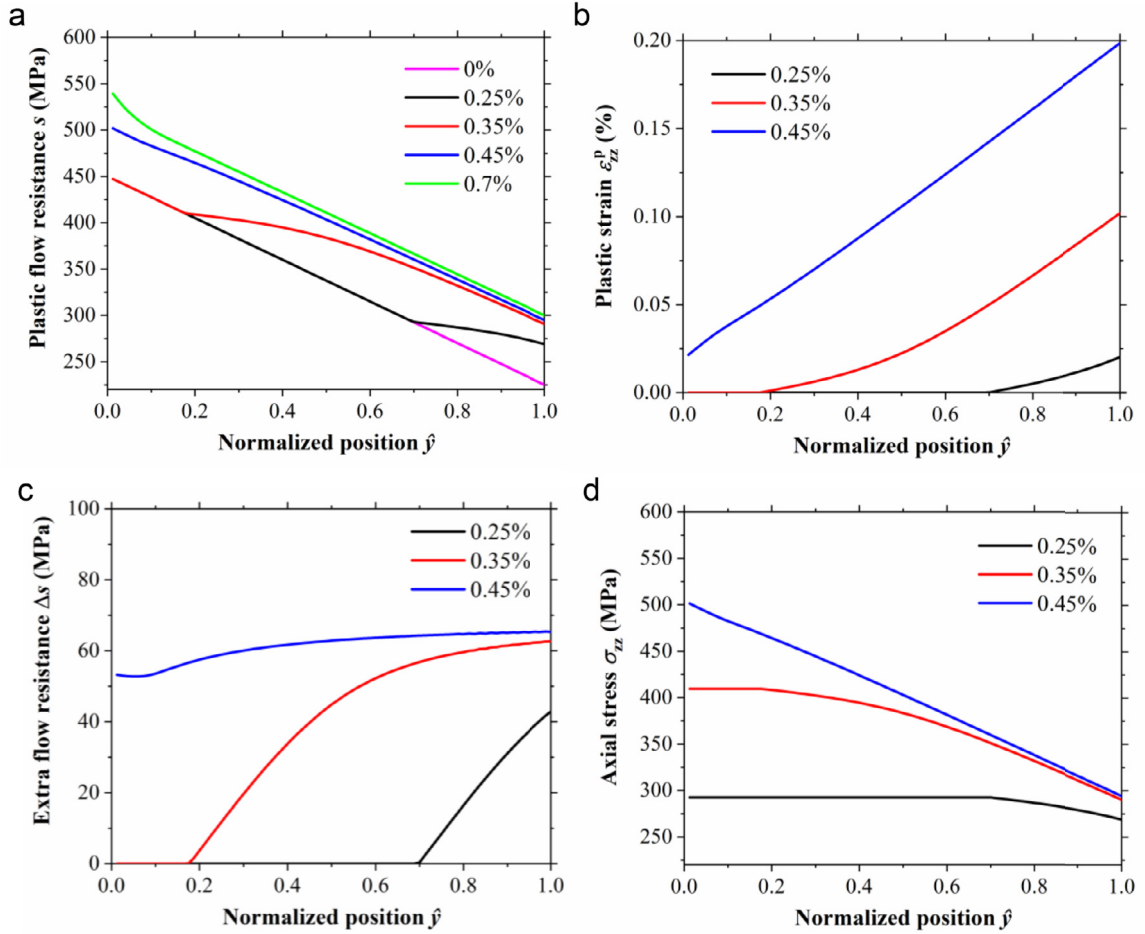 a
600
550
500
450
400
350
300
250
Plastic flow resistance s (MPa)
0%
0.25%
0.35%
0.45%
0.7%
0.0 0.2 0.4 0.6 0.8 1.0
Normalized position ŷ
b
0.20
0.15
0.10
0.05
0.00
Plastic strain εᵖzz (%)
0.25%
0.35%
0.45%
0.0 0.2 0.4 0.6 0.8 1.0
Normalized position ŷ
c
100
80
60
40
20
0
Extra flow resistance Δs (MPa)
0.25%
0.35%
0.45%
0.0 0.2 0.4 0.6 0.8 1.0
Normalized position ŷ
d
600
550
500
450
400
350
300
250
Axial stress σzz (MPa)
0.25%
0.35%
0.45%
0.0 0.2 0.4 0.6 0.8 1.0
Normalized position ŷ